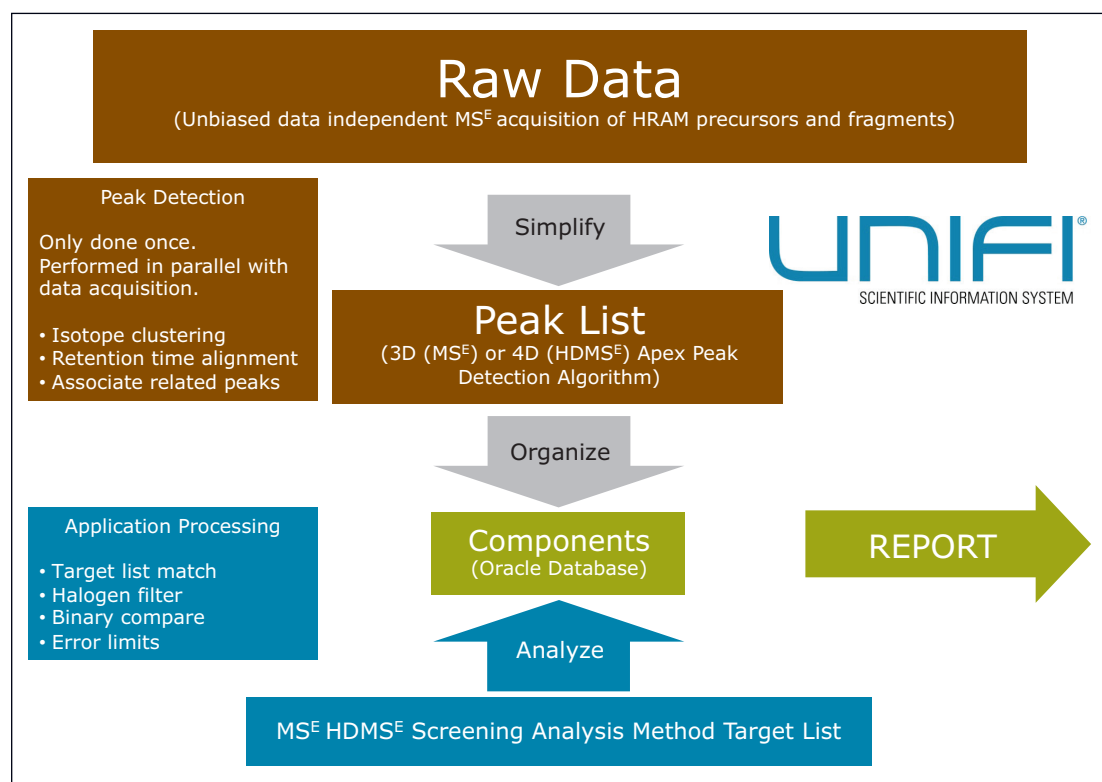 Raw Data
(Unbiased data independent MSᴱ acquisition of HRAM precursors and fragments)
Peak Detection
Only done once.
Performed in parallel with
data acquisition.
• Isotope clustering
• Retention time alignment
• Associate related peaks
Simplify
UNIFI®
SCIENTIFIC INFORMATION SYSTEM
Peak List
(3D (MSᴱ) or 4D (HDMSᴱ) Apex Peak
Detection Algorithm)
Organize
Application Processing
• Target list match
• Halogen filter
• Binary compare
• Error limits
Components
(Oracle Database)
REPORT
Analyze
MSᴱ HDMSᴱ Screening Analysis Method Target List